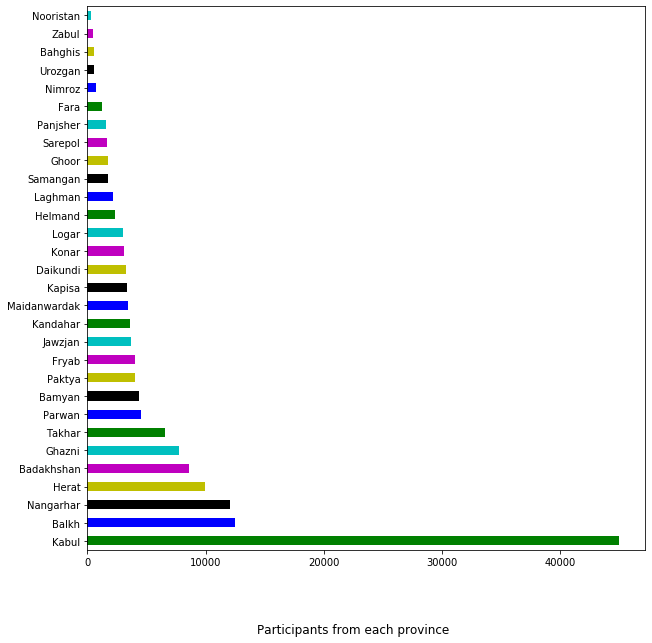 Nooristan
Zabul
Bahghis
Urozgan
Nimroz
Fara
Panjsher
Sarepol
Ghoor
Samangan
Laghman
Helmand
Logar
Konar
Daikundi
Kapisa
Maidanwardak
Kandahar
Jawzjan
Fryab
Paktya
Bamyan
Parwan
Takhar
Ghazni
Badakhshan
Herat
Nangarhar
Balkh
Kabul
0 10000 20000 30000 40000
Participants from each province